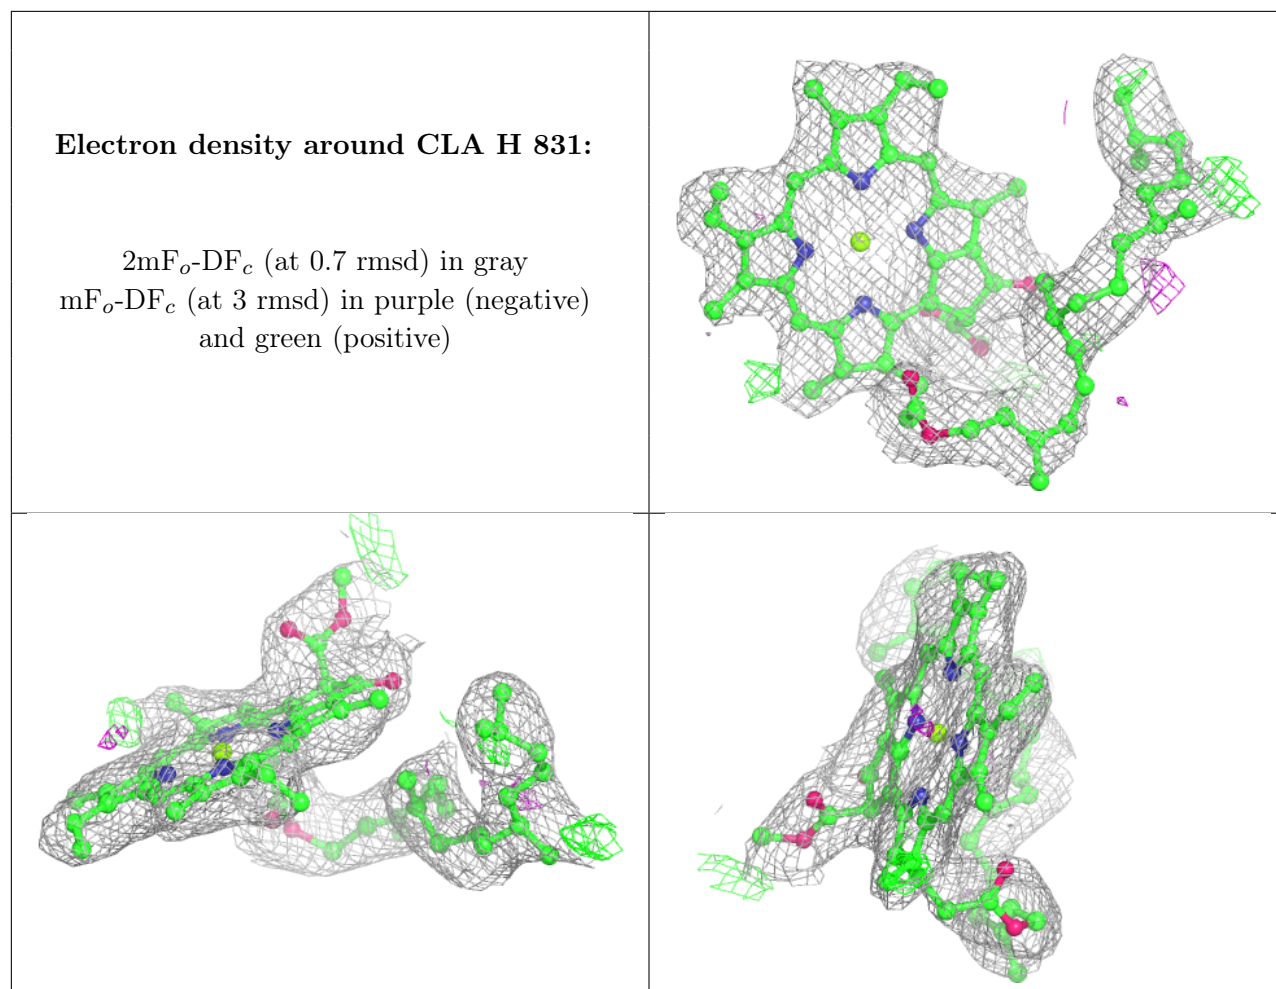 Electron density around CLA H 831:
2mFo-DFc (at 0.7 rmsd) in gray
mFo-DFc (at 3 rmsd) in purple (negative)
and green (positive)